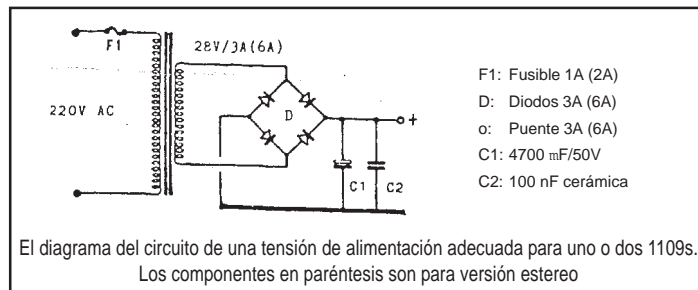 F1
28V/3A(6A)
220V AC
D
+
C1
C2
F1: Fusible 1A (2A)
D: Diodos 3A (6A)
o: Puente 3A (6A)
C1: 4700 mF/50V
C2: 100 nF cerámica
El diagrama del circuito de una tensión de alimentación adecuada para uno o dos 1109s.
Los componentes en paréntesis son para versión estereo